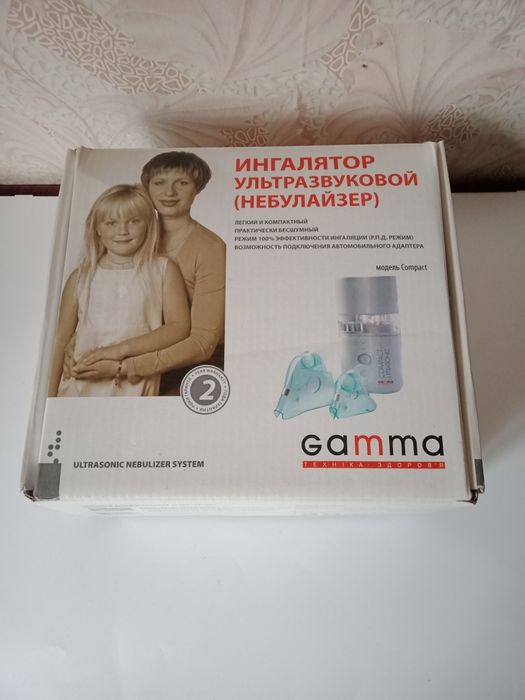 ИНГАЛЯТОР
УЛЬТРАЗВУКОВОЙ
(НЕБУЛАЙЗЕР)
ЛЕГКИЙ И КОМПАКТНЫЙ
ПРАКТИЧЕСКИ БЕСШУМНЫЙ
РЕЖИМ 100% ЭФФЕКТИВНОСТИ ИНГАЛЯЦИИ (Р.П.Д. РЕЖИМ)
ВОЗМОЖНОСТЬ ПОДКЛЮЧЕНИЯ АВТОМОБИЛЬНОГО АДАПТЕРА
модель Compact
COMPACT
2
GAmma
ТЕХНІКА ЗДОРОВ'Я
ULTRASONIC NEBULIZER SYSTEM